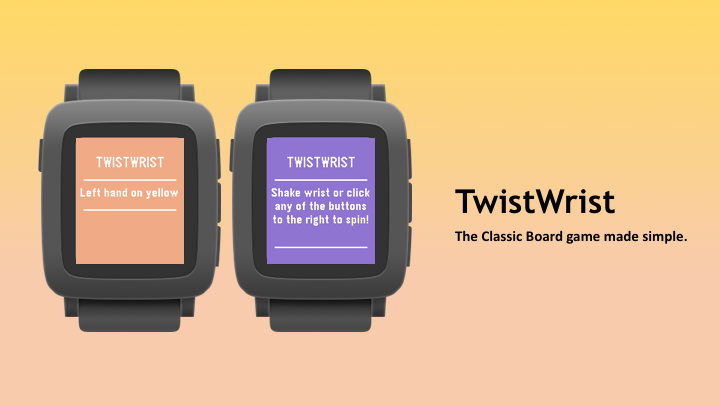 TWISTWRIST
Left hand on yellow
TWISTWRIST
Shake wrist or click
any of the buttons
to the right to spin!
TwistWrist
The Classic Board game made simple.